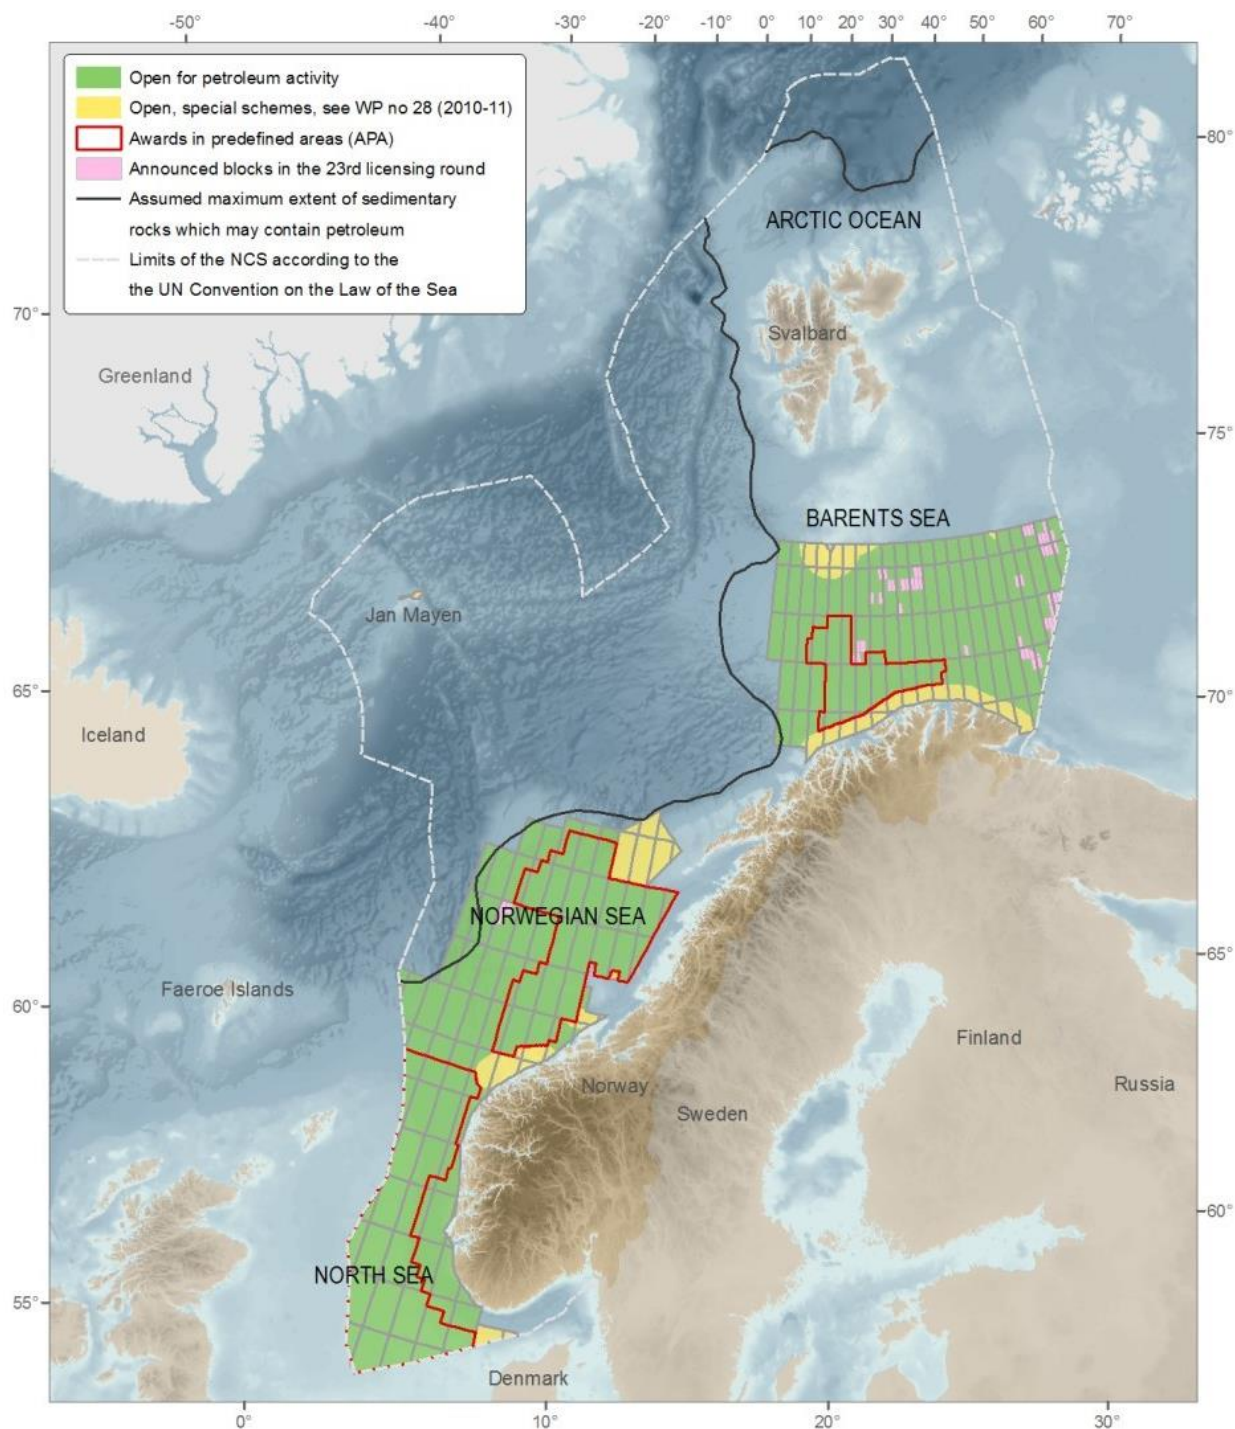 -50° -40° -30° -20° -10° 0° 10° 20° 30° 40° 50° 60° 70°
Open for petroleum activity
Open, special schemes, see WP no 28 (2010-11)
Awards in predefined areas (APA)
Announced blocks in the 23rd licensing round
Assumed maximum extent of sedimentary
rocks which may contain petroleum
Limits of the NCS according to the
the UN Convention on the Law of the Sea
80°
ARCTIC OCEAN
70°
Svalbard
Greenland
75°
BARENTS SEA
Jan Mayen
65°
70°
Iceland
NORWEGIAN SEA
65°
Faeroe Islands
60°
Finland
Norway
Russia
Sweden
60°
NORTH SEA
55°
Denmark
0° 10° 20° 30°